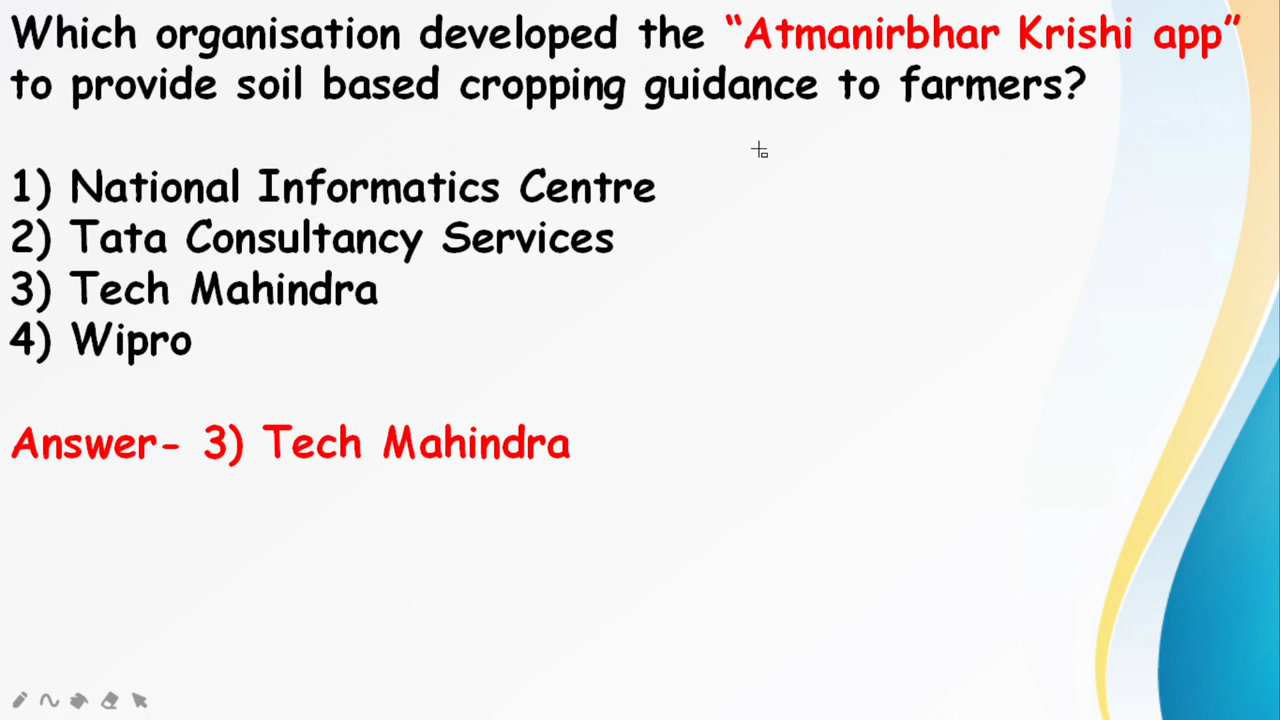 Which organisation developed the “Atmanirbhar Krishi app”
to provide soil based cropping guidance to farmers?
1) National Informatics Centre
2) Tata Consultancy Services
3) Tech Mahindra
4) Wipro
Answer- 3) Tech Mahindra